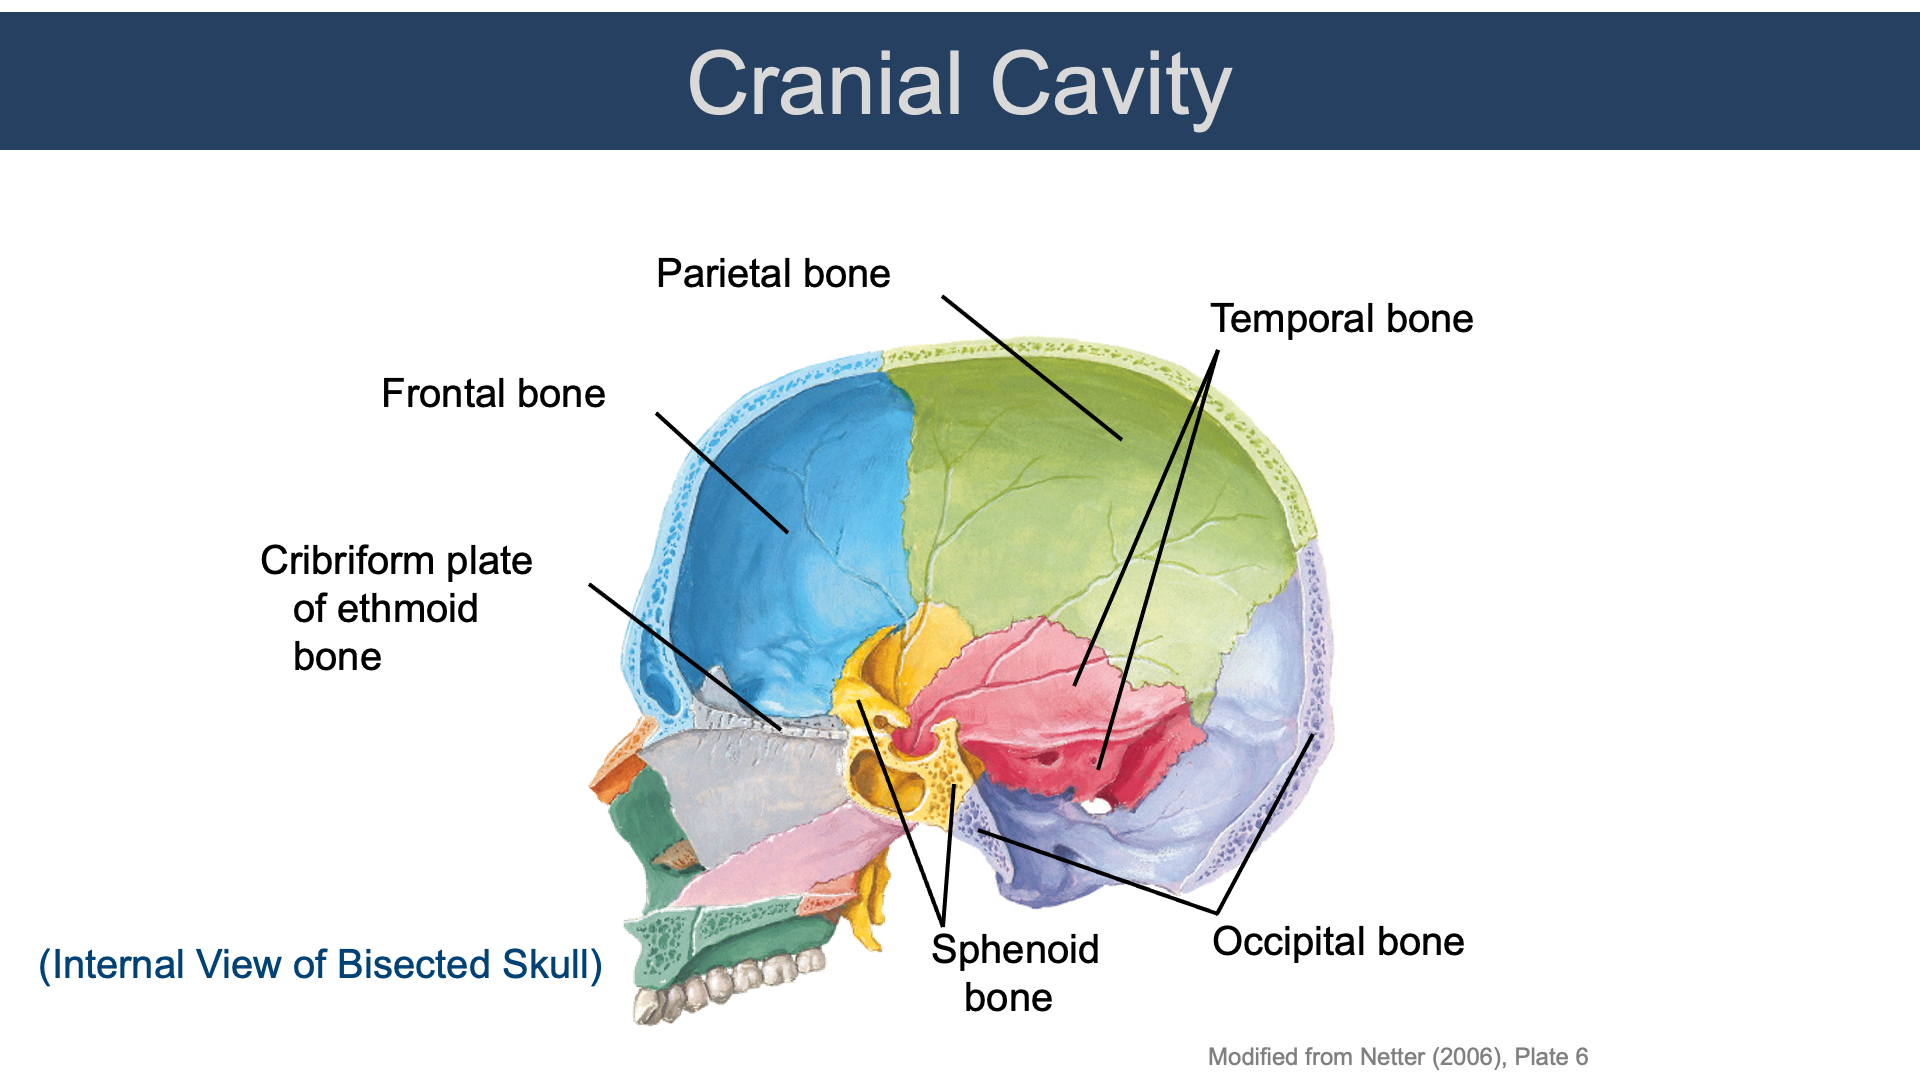 Cranial Cavity
Parietal bone
Temporal bone
Frontal bone
Cribriform plate
of ethmoid
bone
(Internal View of Bisected Skull)
Sphenoid
bone
Occipital bone
Modified from Netter (2006), Plate 6